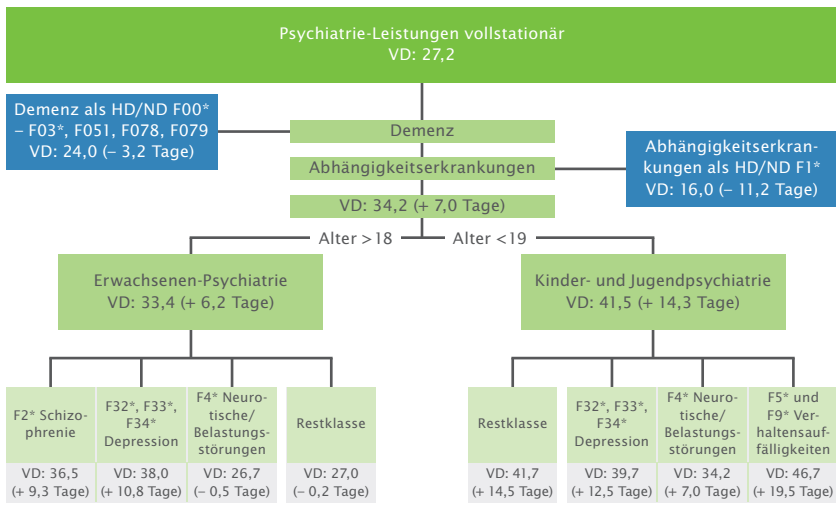 Psychiatrie-Leistungen vollstationär
VD: 27,2
Demenz als HD/ND F00*
– F03*, F051, F078, F079
VD: 24,0 (– 3,2 Tage)
Demenz
Abhängigkeitserkrankungen
Abhängigkeitserkran-
kungen als HD/ND F1*
VD: 16,0 (– 11,2 Tage)
VD: 34,2 (+ 7,0 Tage)
Alter >18
Alter <19
Erwachsenen-Psychiatrie
VD: 33,4 (+ 6,2 Tage)
Kinder- und Jugendpsychiatrie
VD: 41,5 (+ 14,3 Tage)
F2* Schizo-
phrenie
VD: 36,5
(+ 9,3 Tage)
F32*, F33*,
F34*
Depression
VD: 38,0
(+ 10,8 Tage)
F4* Neuro-
tische/
Belastungs-
störungen
VD: 26,7
(– 0,5 Tage)
Restklasse
VD: 27,0
(– 0,2 Tage)
Restklasse
VD: 41,7
(+ 14,5 Tage)
F32*, F33*,
F34*
Depression
VD: 39,7
(+ 12,5 Tage)
F4* Neuro-
tische/
Belastungs-
störungen
VD: 34,2
(+ 7,0 Tage)
F5* und
F9* Ver-
haltensauf-
fälligkeiten
VD: 46,7
(+ 19,5 Tage)